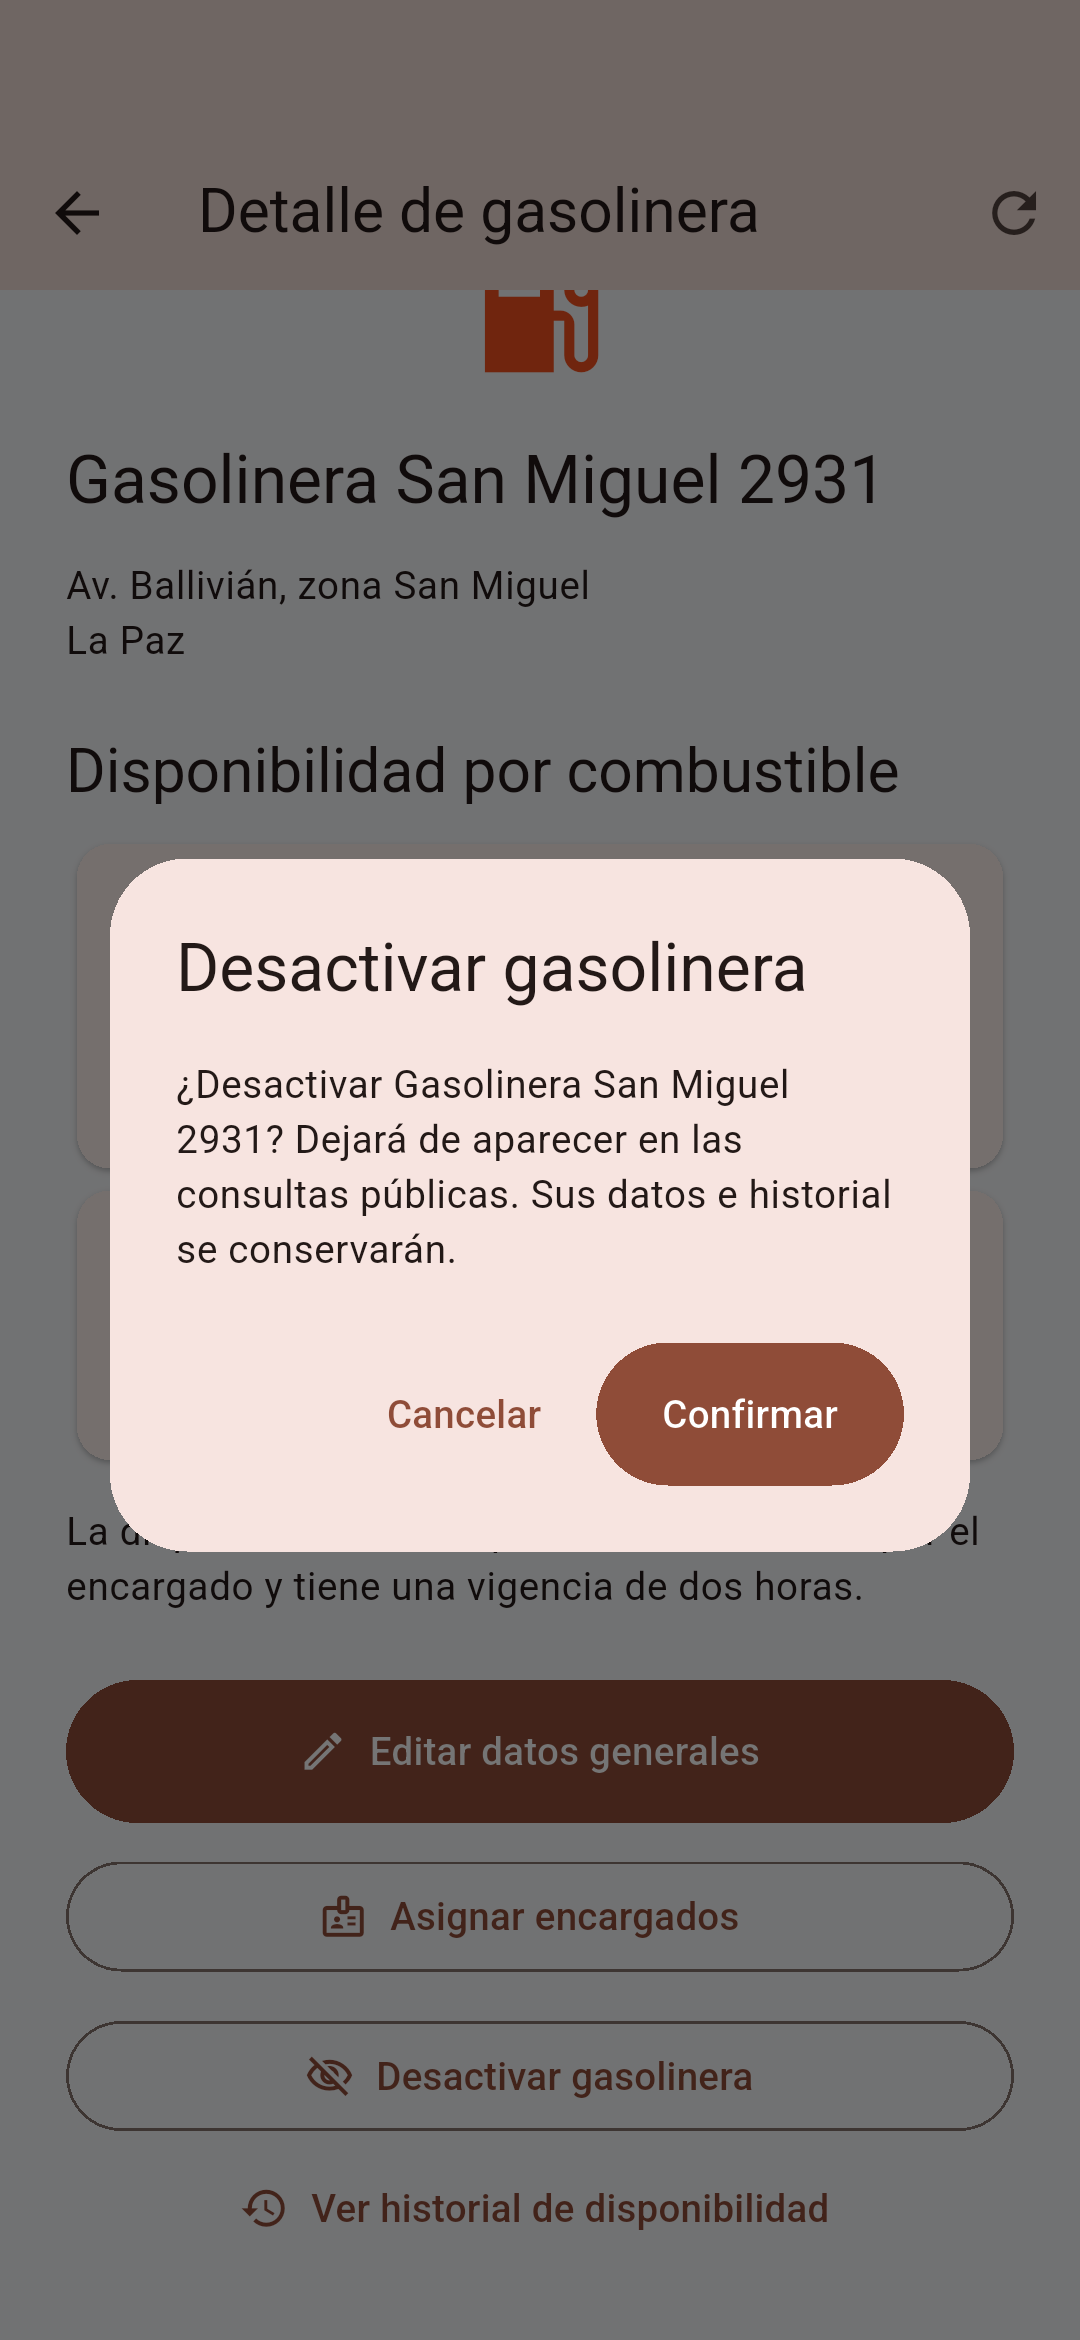 Detalle de gasolinera
Gasolinera San Miguel 2931
Av. Ballivián, zona San Miguel
La Paz
Disponibilidad por combustible
Desactivar gasolinera
¿Desactivar Gasolinera San Miguel
2931? Dejará de aparecer en las
consultas públicas. Sus datos e historial
se conservarán.
Cancelar
Confirmar
La el
encargado y tiene una vigencia de dos horas.
Editar datos generales
Asignar encargados
Desactivar gasolinera
Ver historial de disponibilidad